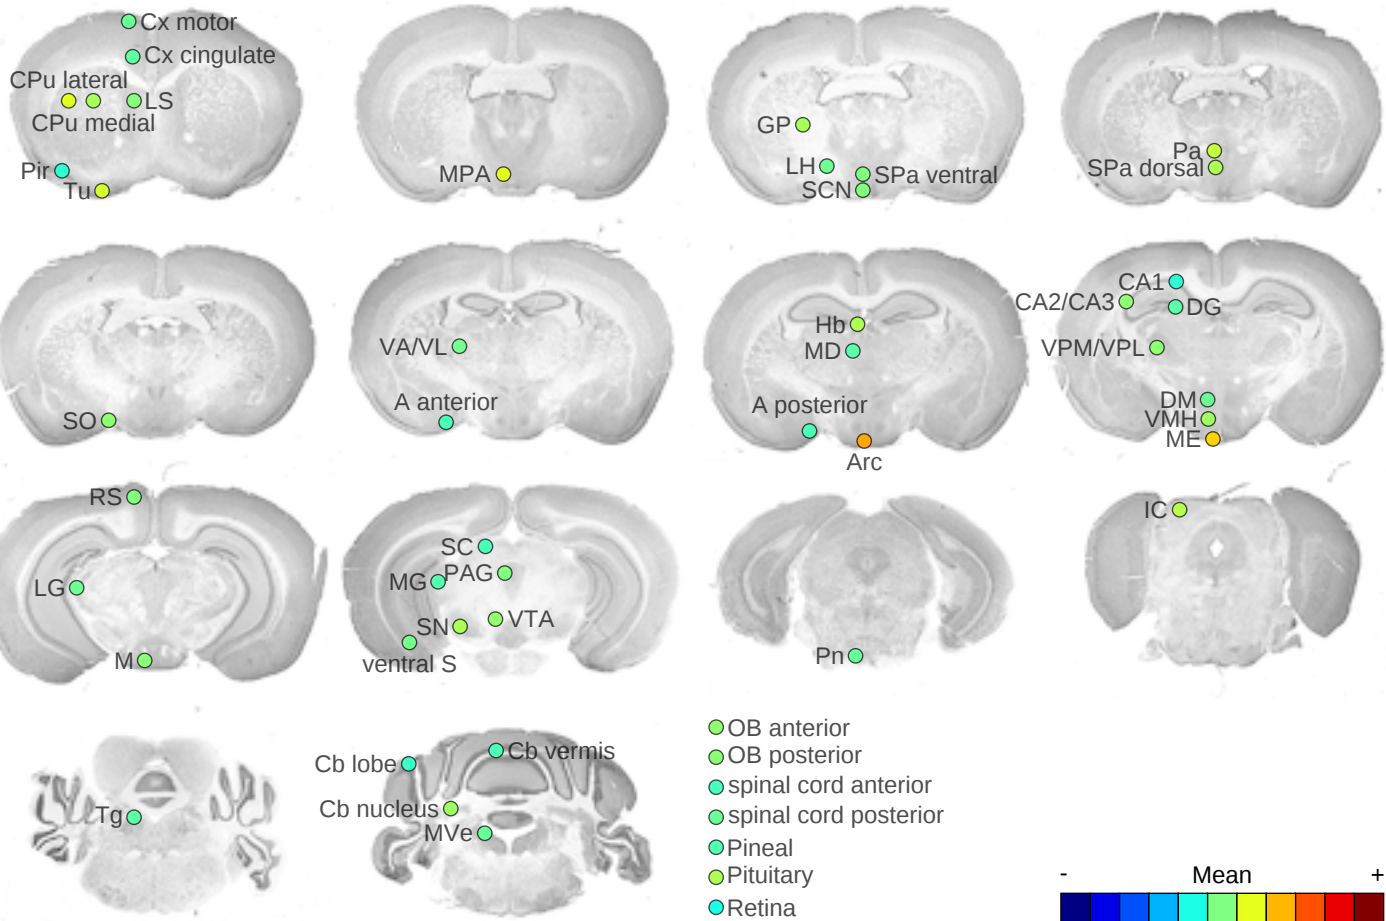 Cx motor
Cx cingulate
CPu lateral
LS
CPu medial
Pir
Tu
MPA
GP
LH
SPa ventral
SCN
Pa
SPa dorsal
SO
VA/VL
A anterior
Hb
MD
A posterior
Arc
CA1
CA2/CA3
DG
VPM/VPL
DM
VMH
ME
RS
LG
M
SC
MG
PAG
SN
VTA
ventral S
Pn
IC
Tg
Cb lobe
Cb vermis
Cb nucleus
MVe
OB anterior
OB posterior
spinal cord anterior
spinal cord posterior
Pineal
Pituitary
Retina
- Mean +